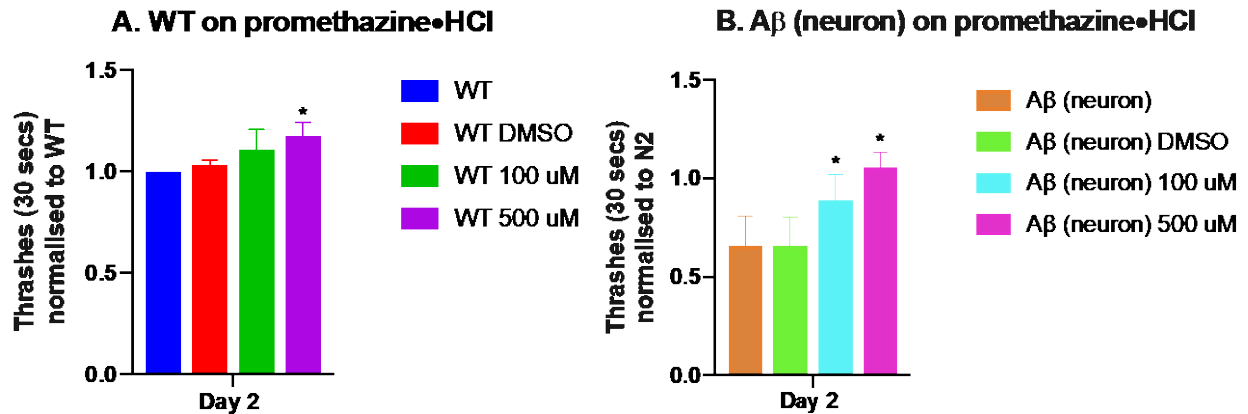 A. WT on promethazine•HCl
Thrashes (30 secs)
normalised to WT
1.5
1.0
0.5
0.0
*
Day 2
WT
WT DMSO
WT 100 uM
WT 500 uM
B. Aβ (neuron) on promethazine•HCl
Thrashes (30 secs)
normalised to N2
1.5
1.0
0.5
0.0
*
*
Day 2
Aβ (neuron)
Aβ (neuron) DMSO
Aβ (neuron) 100 uM
Aβ (neuron) 500 uM